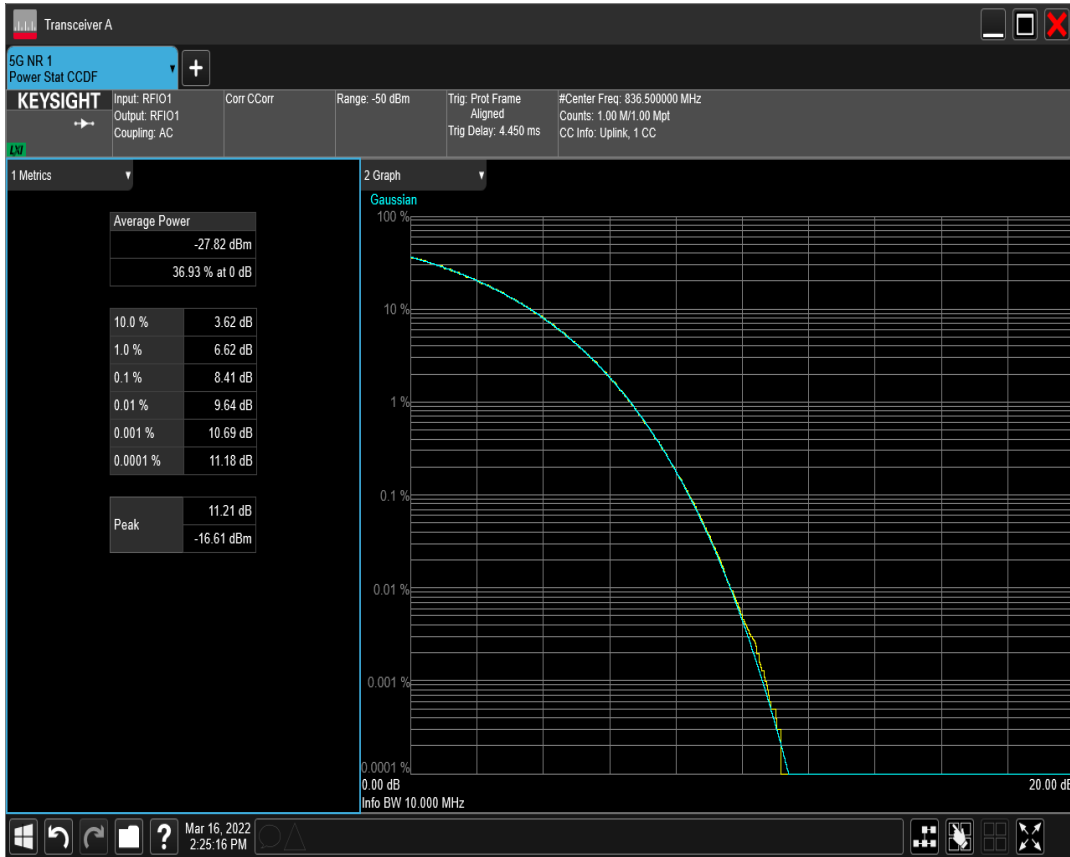 Transceiver A
5G NR 1
Power Stat CCDF
KEYSIGHT
LXI
Input: RFIO1
Output: RFIO1
Coupling: AC
Corr CCorr
Range: -50 dBm
Trig: Prot Frame
Aligned
Trig Delay: 4.450 ms
#Center Freq: 836.500000 MHz
Counts: 1.00 M/1.00 Mpt
CC Info: Uplink, 1 CC
1 Metrics
Average Power
-27.82 dBm
36.93 % at 0 dB
10.0 % 3.62 dB
1.0 % 6.62 dB
0.1 % 8.41 dB
0.01 % 9.64 dB
0.001 % 10.69 dB
0.0001 % 11.18 dB
Peak
11.21 dB
-16.61 dBm
2 Graph
Gaussian
100 %
10 %
1 %
0.1 %
0.01 %
0.001 %
0.0001 %
0.00 dB 20.00 dB
Info BW 10.000 MHz
?
Mar 16, 2022
2:25:16 PM